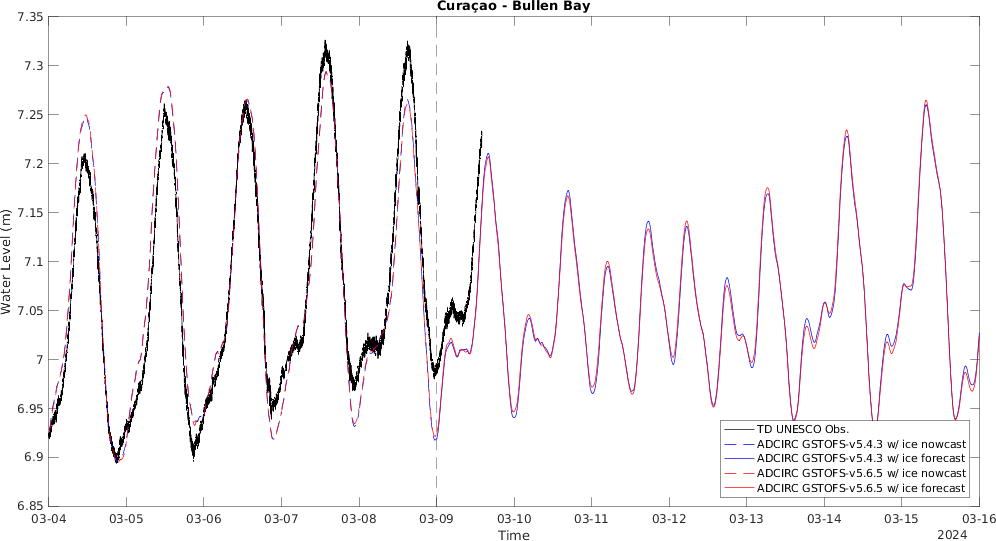 Curaçao - Bullen Bay
Water Level (m)
7.35
7.3
7.25
7.2
7.15
7.1
7.05
7
6.95
6.9
6.85
TD UNESCO Obs.
ADCIRC GSTOFS-v5.4.3 w/ ice nowcast
ADCIRC GSTOFS-v5.4.3 w/ ice forecast
ADCIRC GSTOFS-v5.6.5 w/ ice nowcast
ADCIRC GSTOFS-v5.6.5 w/ ice forecast
03-04 03-05 03-06 03-07 03-08 03-09 03-10 03-11 03-12 03-13 03-14 03-15 03-16
Time
2024